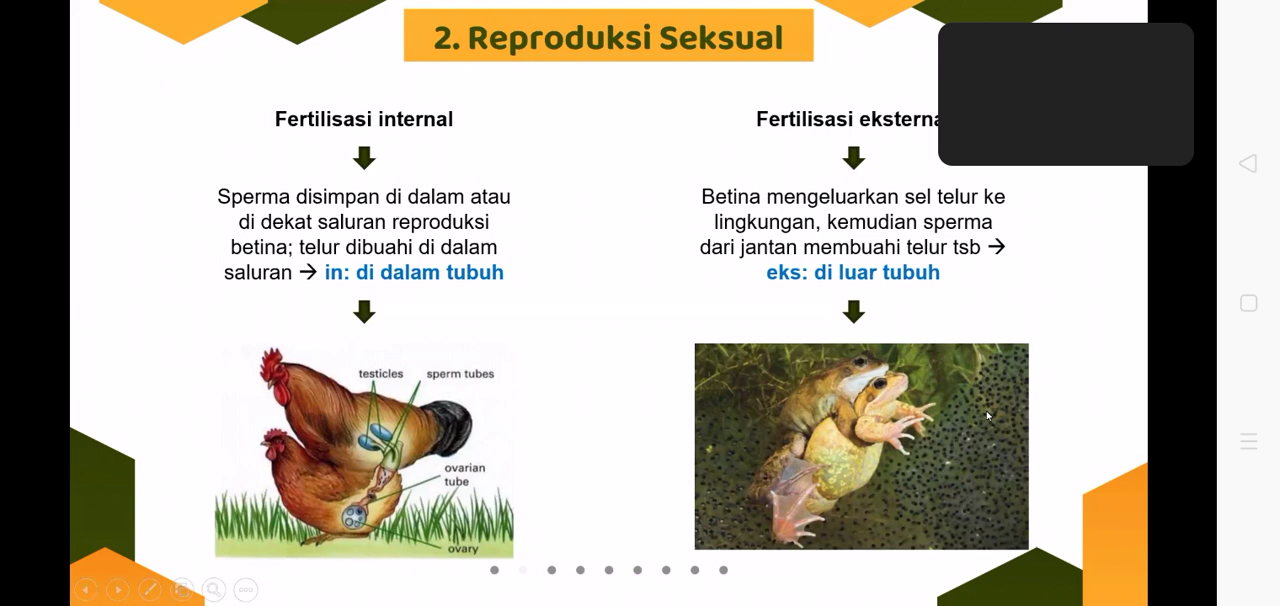 2. Reproduksi Seksual
Fertilisasi internal
Sperma disimpan di dalam atau
di dekat saluran reproduksi
betina; telur dibuahi di dalam
saluran → in: di dalam tubuh
testicles
sperm tubes
ovarian
tube
ovary
Fertilisasi
Betina mengeluarkan sel telur ke
lingkungan, kemudian sperma
dari jantan membuahi telur tsb →
eks: di luar tubuh